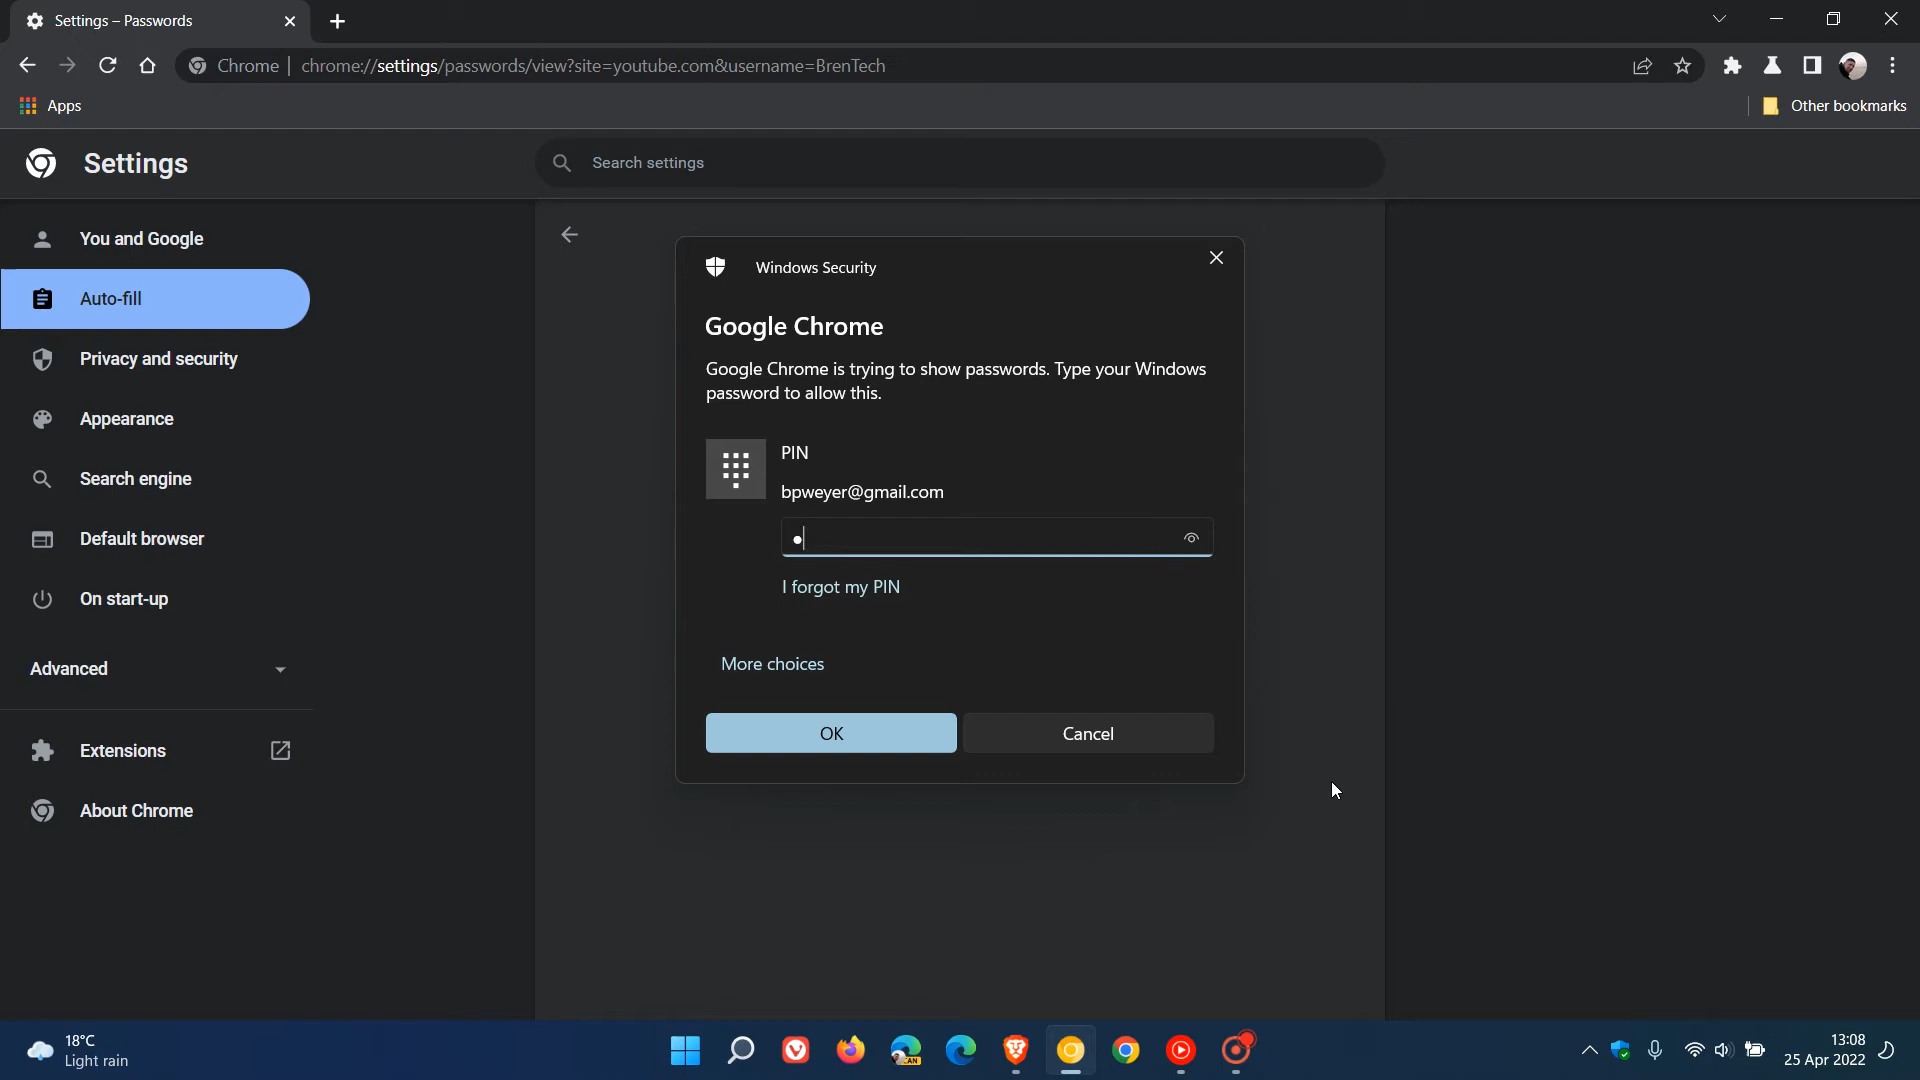 Settings – Passwords
Chrome | chrome://settings/passwords/view?site=youtube.com&username=BrenTech
Apps
Other bookmarks
Settings
Search settings
You and Google
Auto-fill
Privacy and security
Appearance
Search engine
Default browser
On start-up
Advanced
Extensions
About Chrome
Windows Security
Google Chrome
Google Chrome is trying to show passwords. Type your Windows
password to allow this.
PIN
bpweyer@gmail.com
I forgot my PIN
More choices
OK
Cancel
18°C
Light rain
CAN
13:08
25 Apr 2022